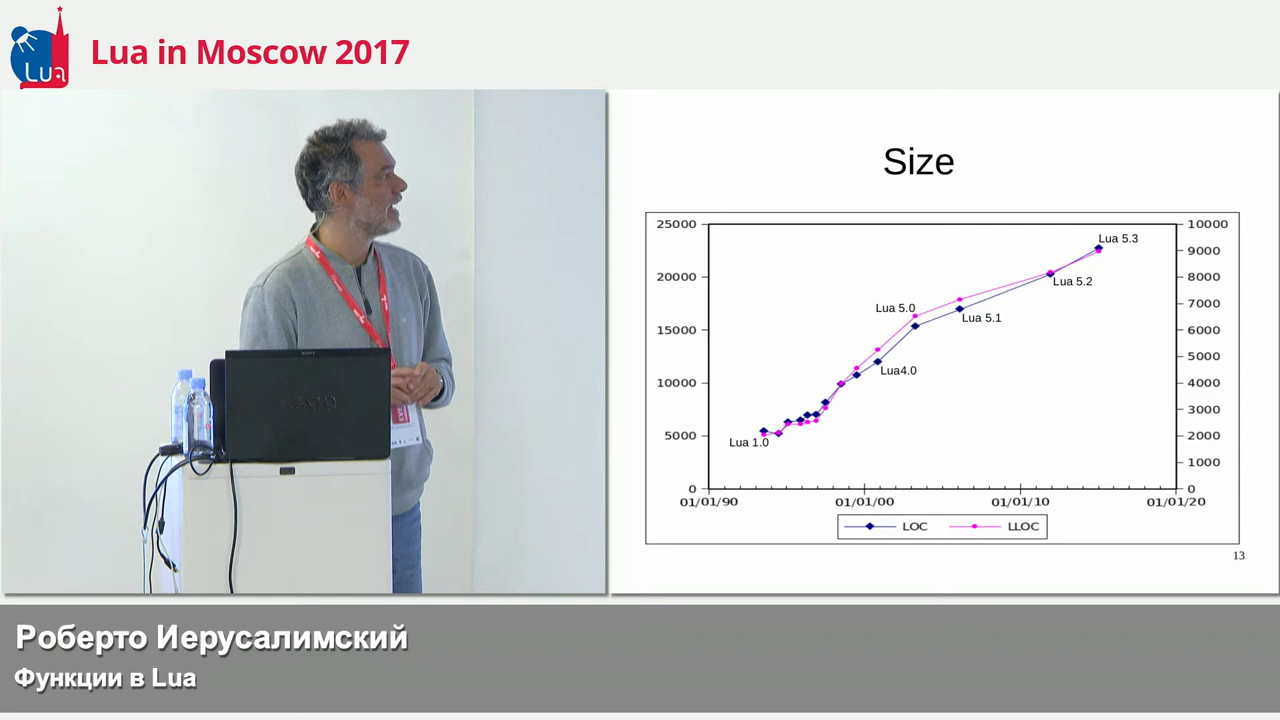 Lua
Lua in Moscow 2017
SONY
VAIO
EVE
Size
25000
20000
15000
10000
5000
0
10000
9000
8000
7000
6000
5000
4000
3000
2000
1000
0
Lua 5.3
Lua 5.2
Lua 5.0
Lua 5.1
Lua4.0
Lua 1.0
01/01/90 01/01/00 01/01/10 01/01/20
LOC LLOC
13
Роберто Иерусалимский
Функции в Lua